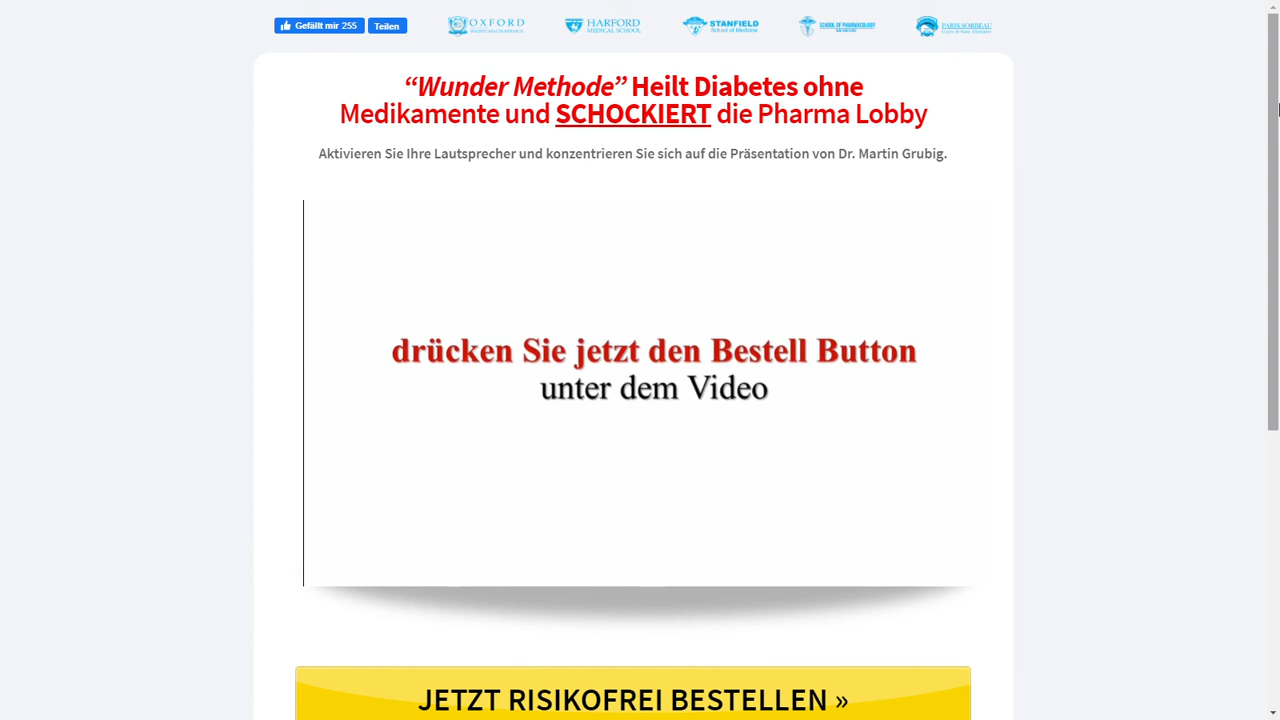 Gefällt mir 255 Teilen
OXFORD
HARFORD
MEDICAL SCHOOL
STANFIELD
School of Medicine
SCHOOL OF PHARMACOLOGY
PARIS SORBEAU
“Wunder Methode” Heilt Diabetes ohne
Medikamente und SCHOCKIERT die Pharma Lobby
Aktivieren Sie Ihre Lautsprecher und konzentrieren Sie sich auf die Präsentation von Dr. Martin Grubig.
drücken Sie jetzt den Bestell Button
unter dem Video
JETZT RISIKOFREI BESTELLEN »